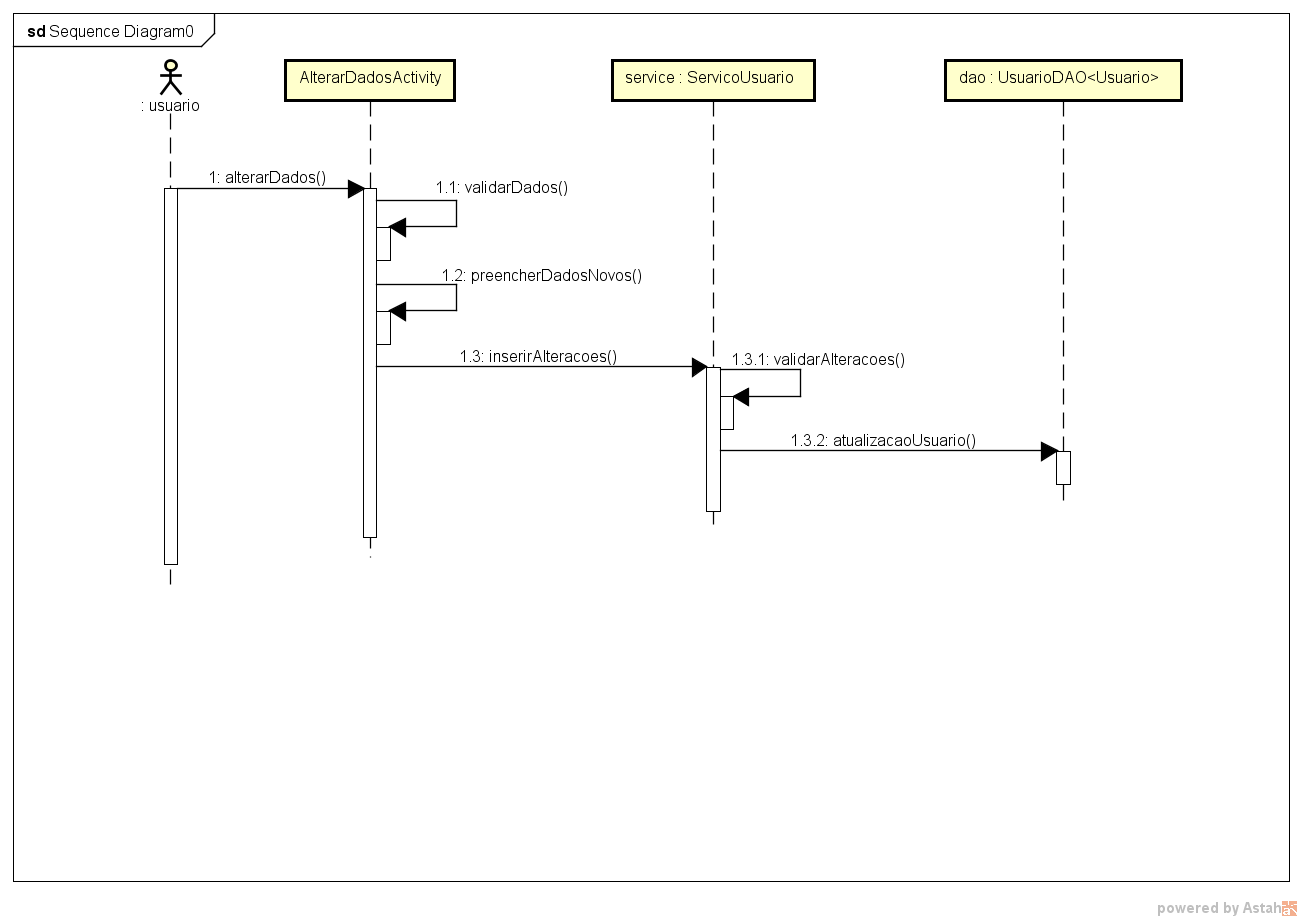 sd Sequence Diagram0
: usuario
AlterarDadosActivity
service : ServicoUsuario
dao : UsuarioDAO<Usuario>
1: alterarDados()
1.1: validarDados()
1.2: preencherDadosNovos()
1.3: inserirAlteracoes()
1.3.1: validarAlteracoes()
1.3.2: atualizacaoUsuario()
powered by Astah